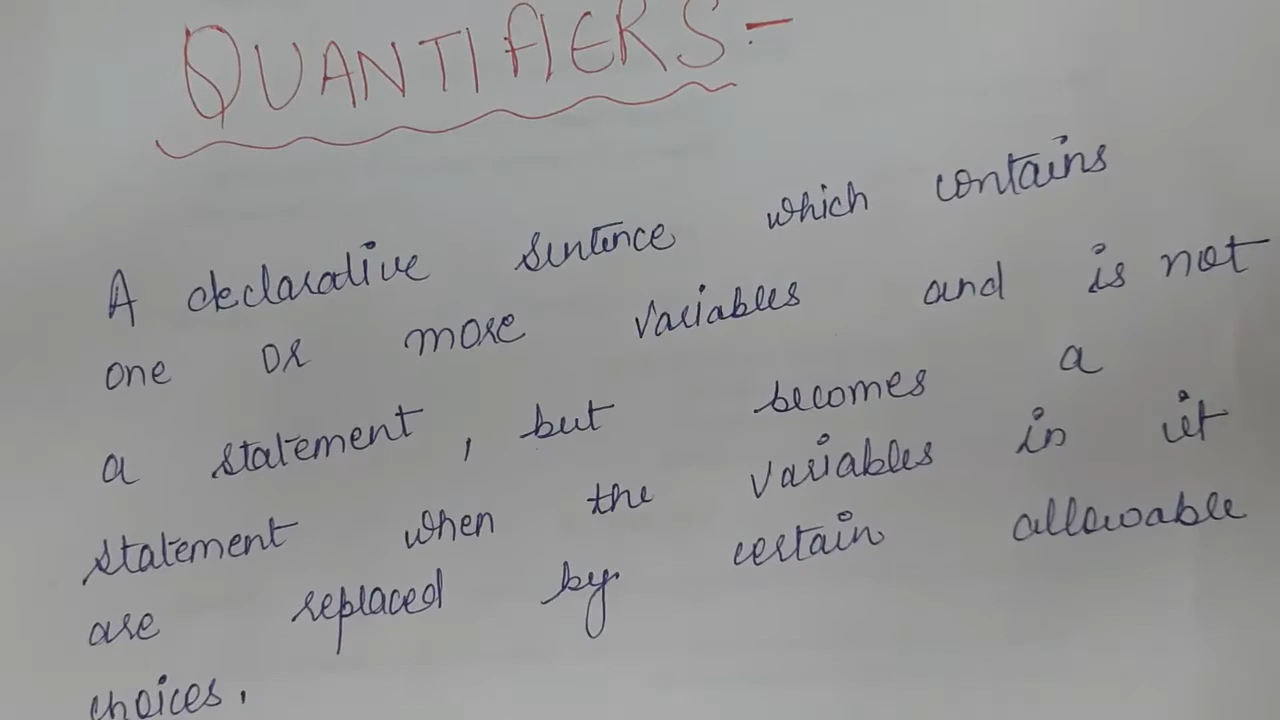 QUANTIFIERS-
A declarative sentence which contains
one or more variables and is not
a statement, but becomes a
statement when the variables in it
are replaced by certain allowable
choices.